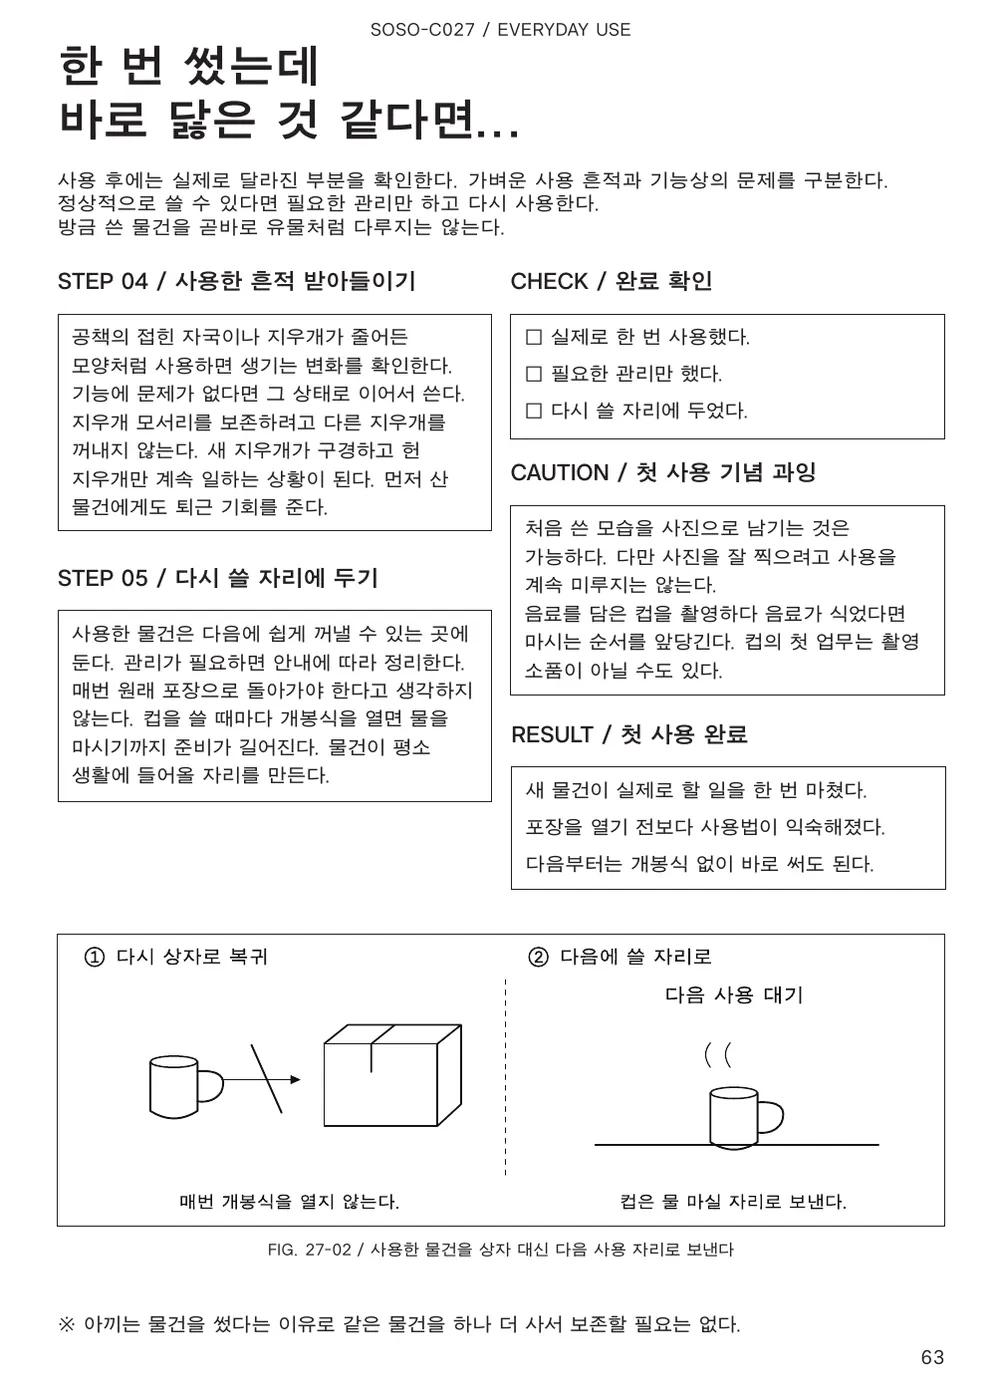 SOSO-C027 / EVERYDAY USE
한 번 썼는데
바로 닳은 것 같다면...
사용 후에는 실제로 달라진 부분을 확인한다. 가벼운 사용 흔적과 기능상의 문제를 구분한다.
정상적으로 쓸 수 있다면 필요한 관리만 하고 다시 사용한다.
방금 쓴 물건을 곧바로 유물처럼 다루지는 않는다.
STEP 04 / 사용한 흔적 받아들이기
공책의 접힌 자국이나 지우개가 줄어든
모양처럼 사용하면 생기는 변화를 확인한다.
기능에 문제가 없다면 그 상태로 이어서 쓴다.
지우개 모서리를 보존하려고 다른 지우개를
꺼내지 않는다. 새 지우개가 구경하고 헌
지우개만 계속 일하는 상황이 된다. 먼저 산
물건에게도 퇴근 기회를 준다.
STEP 05 / 다시 쓸 자리에 두기
사용한 물건은 다음에 쉽게 꺼낼 수 있는 곳에
둔다. 관리가 필요하면 안내에 따라 정리한다.
매번 원래 포장으로 돌아가야 한다고 생각하지
않는다. 컵을 쓸 때마다 개봉식을 열면 물을
마시기까지 준비가 길어진다. 물건이 평소
생활에 들어올 자리를 만든다.
CHECK / 완료 확인
□ 실제로 한 번 사용했다.
□ 필요한 관리만 했다.
□ 다시 쓸 자리에 두었다.
CAUTION / 첫 사용 기념 과잉
처음 쓴 모습을 사진으로 남기는 것은
가능하다. 다만 사진을 잘 찍으려고 사용을
계속 미루지는 않는다.
음료를 담은 컵을 촬영하다 음료가 식었다면
마시는 순서를 앞당긴다. 컵의 첫 업무는 촬영
소품이 아닐 수도 있다.
RESULT / 첫 사용 완료
새 물건이 실제로 할 일을 한 번 마쳤다.
포장을 열기 전보다 사용법이 익숙해졌다.
다음부터는 개봉식 없이 바로 써도 된다.
① 다시 상자로 복귀
매번 개봉식을 열지 않는다.
② 다음에 쓸 자리로
다음 사용 대기
컵은 물 마실 자리로 보낸다.
FIG. 27-02 / 사용한 물건을 상자 대신 다음 사용 자리로 보낸다
※ 아끼는 물건을 썼다는 이유로 같은 물건을 하나 더 사서 보존할 필요는 없다.
63